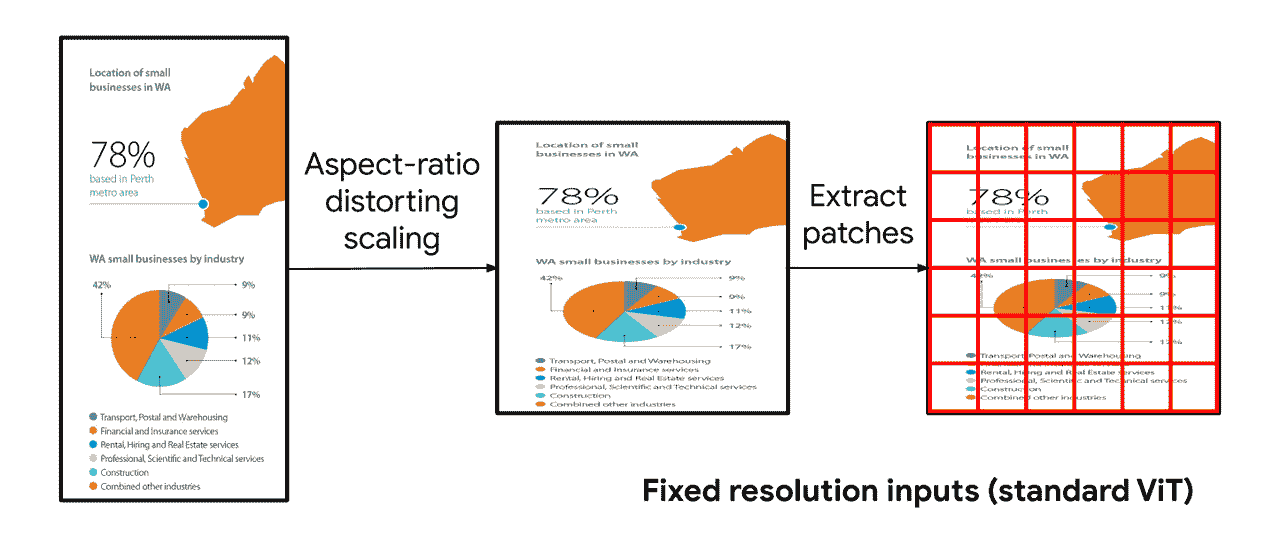 Location of small
businesses in WA
78%
based in Perth
metro area
WA small businesses by industry
42%
9%
9%
11%
12%
17%
Transport, Postal and Warehousing
Financial and Insurance services
Rental, Hiring and Real Estate services
Professional, Scientific and Technical services
Construction
Combined other industries
Aspect-ratio
distorting
scaling
Location of small
businesses in WA
78%
based in Perth
metro area
WA small businesses by industry
42%
9%
9%
11%
12%
17%
Transport, Postal and Warehousing
Financial and Insurance services
Rental, Hiring and Real Estate services
Professional, Scientific and Technical services
Construction
Combined other industries
Extract
patches
Location of small
businesses in WA
78%
WA small businesses by industry
9%
9%
11%
12%
Transport, Postal and Warehousing
Rental, Hiring and Real Estate services
Professional, Scientific and Technical services
Construction
Combined other industries
Fixed resolution inputs (standard ViT)